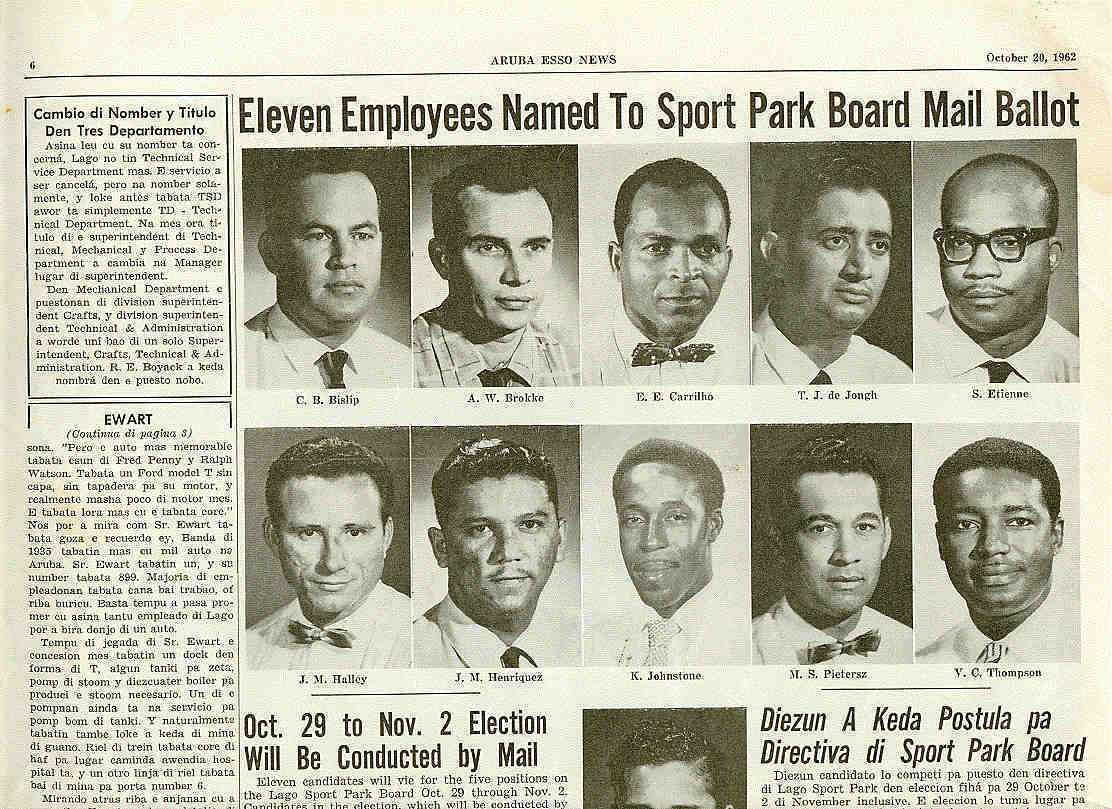 6
ARUBA ESSO NEWS
October 20, 1962
Cambio di Nomber y Titulo
Den Tres Departamento
Asina leu cu su nomber ta con-
cerná, Lago no tin Technical Ser-
vice Department mas. E servicio a
ser cancelá, pero na nomber sola-
mente, y loke antes tabata TSD
awor ta simplemente TD - Tech-
nical Department. Na mes ora ti-
tulo di e superintendent di Tech-
nical, Mechanical y Process De-
partment a cambia na Manager
lugar di superintendent.
Den Mechanical Department e
puestonan di division superinten-
dent Crafts, y division superinten-
dent Technical & Administration
a worde uní bao di un solo Super-
intendent, Crafts, Technical & Ad-
ministration. R. E. Boyack a keda
nombrá den e puesto nobo.
EWART
(Continua di pagina 3)
sona. "Pero e auto mas memorable
tabata esun di Fred Penny y Ralph
Watson. Tabata un Ford model T sin
capa, sin tapadera pa su motor, y
realmente masha poco di motor mes.
E tabata lora mas cu e tabata core."
Nos por a mira com Sr. Ewart ta-
bata goza e recuerdo ey. Banda di
1935 tabatin mas cu mil auto na
Aruba. Sr. Ewart tabatin un, y su
number tabata 899. Majoria di em-
pleadonan tabata cana bai trabao, of
riba buricu. Basta tempu a pasa pro-
mer cu asina tantu empleado di Lago
por a bira donjo di un auto.
Tempu di jegada di Sr. Ewart e
concesion mes tabatin un dock den
forma di T, algun tanki pa zeta,
pomp di stoom y diezcuater boiler pa
produci e stoom necesario. Un di e
pompnan ainda ta na servicio pa
pomp bom di tanki. Y naturalmente
tabatin tambe loke a keda di mina
di guano. Riel di trein tabata core di
haf pa lugar caminda awendia hos-
pital ta, y un otro linja di riel tabata
bai di mina pa porta number 6.
Mirando atras riba e anjanan cu a
Eleven Employees Named To Sport Park Board Mail Ballot
C. B. Bislip
A. W. Brokke
E. E. Carrilho
T. J. de Jongh
S. Etienne
J. M. Halley
J. M. Henriquez
K. Johnstone
M. S. Pietersz
V. C. Thompson
Oct. 29 to Nov. 2 Election
Will Be Conducted by Mail
Eleven candidates will vie for the five positions on
the Lago Sport Park Board Oct. 29 through Nov. 2.
Candidates in the election, which will be conducted by
Diezun A Keda Postula pa
Directiva di Sport Park Board
Diezun candidato lo competi pa puesto den directiva
di Lago Sport Park den eleccion fihá pa 29 October te
2 di November inclusive. E eleccion lo tuma lugar pa